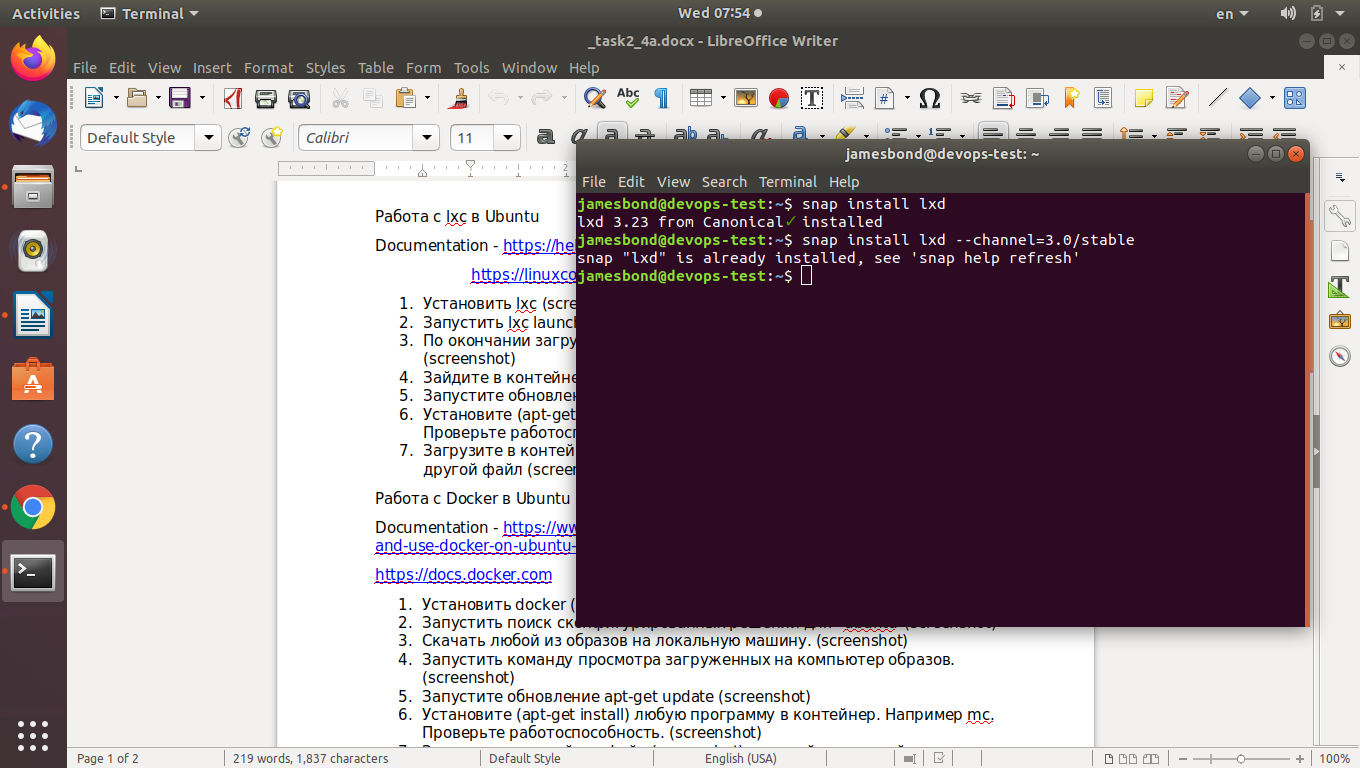 Activities Terminal Wed 07:54 en
_task2_4a.docx - LibreOffice Writer
File Edit View Insert Format Styles Table Form Tools Window Help
Default Style Calibri 11
Работа с lxc в Ubuntu
Documentation - https://he
https://linuxco
1. Установить lxc (scre
2. Запустить lxc launch
3. По окончании загру
(screenshot)
4. Зайдите в контейне
5. Запустите обновлен
6. Установите (apt-get
Проверьте работосп
7. Загрузите в контей
другой файл (screen
Работа с Docker в Ubuntu
Documentation - https://ww
and-use-docker-on-ubuntu-
https://docs.docker.com
1. Установить docker (
2. Запустить поиск
3. Скачать любой из образов на локальную машину. (screenshot)
4. Запустить команду просмотра загруженных на компьютер образов.
(screenshot)
5. Запустите обновление apt-get update (screenshot)
6. Установите (apt-get install) любую программу в контейнер. Например mc.
Проверьте работоспособность. (screenshot)
jamesbond@devops-test: ~
File Edit View Search Terminal Help
jamesbond@devops-test:~$ snap install lxd
lxd 3.23 from Canonical✓ installed
jamesbond@devops-test:~$ snap install lxd --channel=3.0/stable
snap "lxd" is already installed, see 'snap help refresh'
jamesbond@devops-test:~$
Page 1 of 2 219 words, 1,837 characters Default Style English (USA) 100%